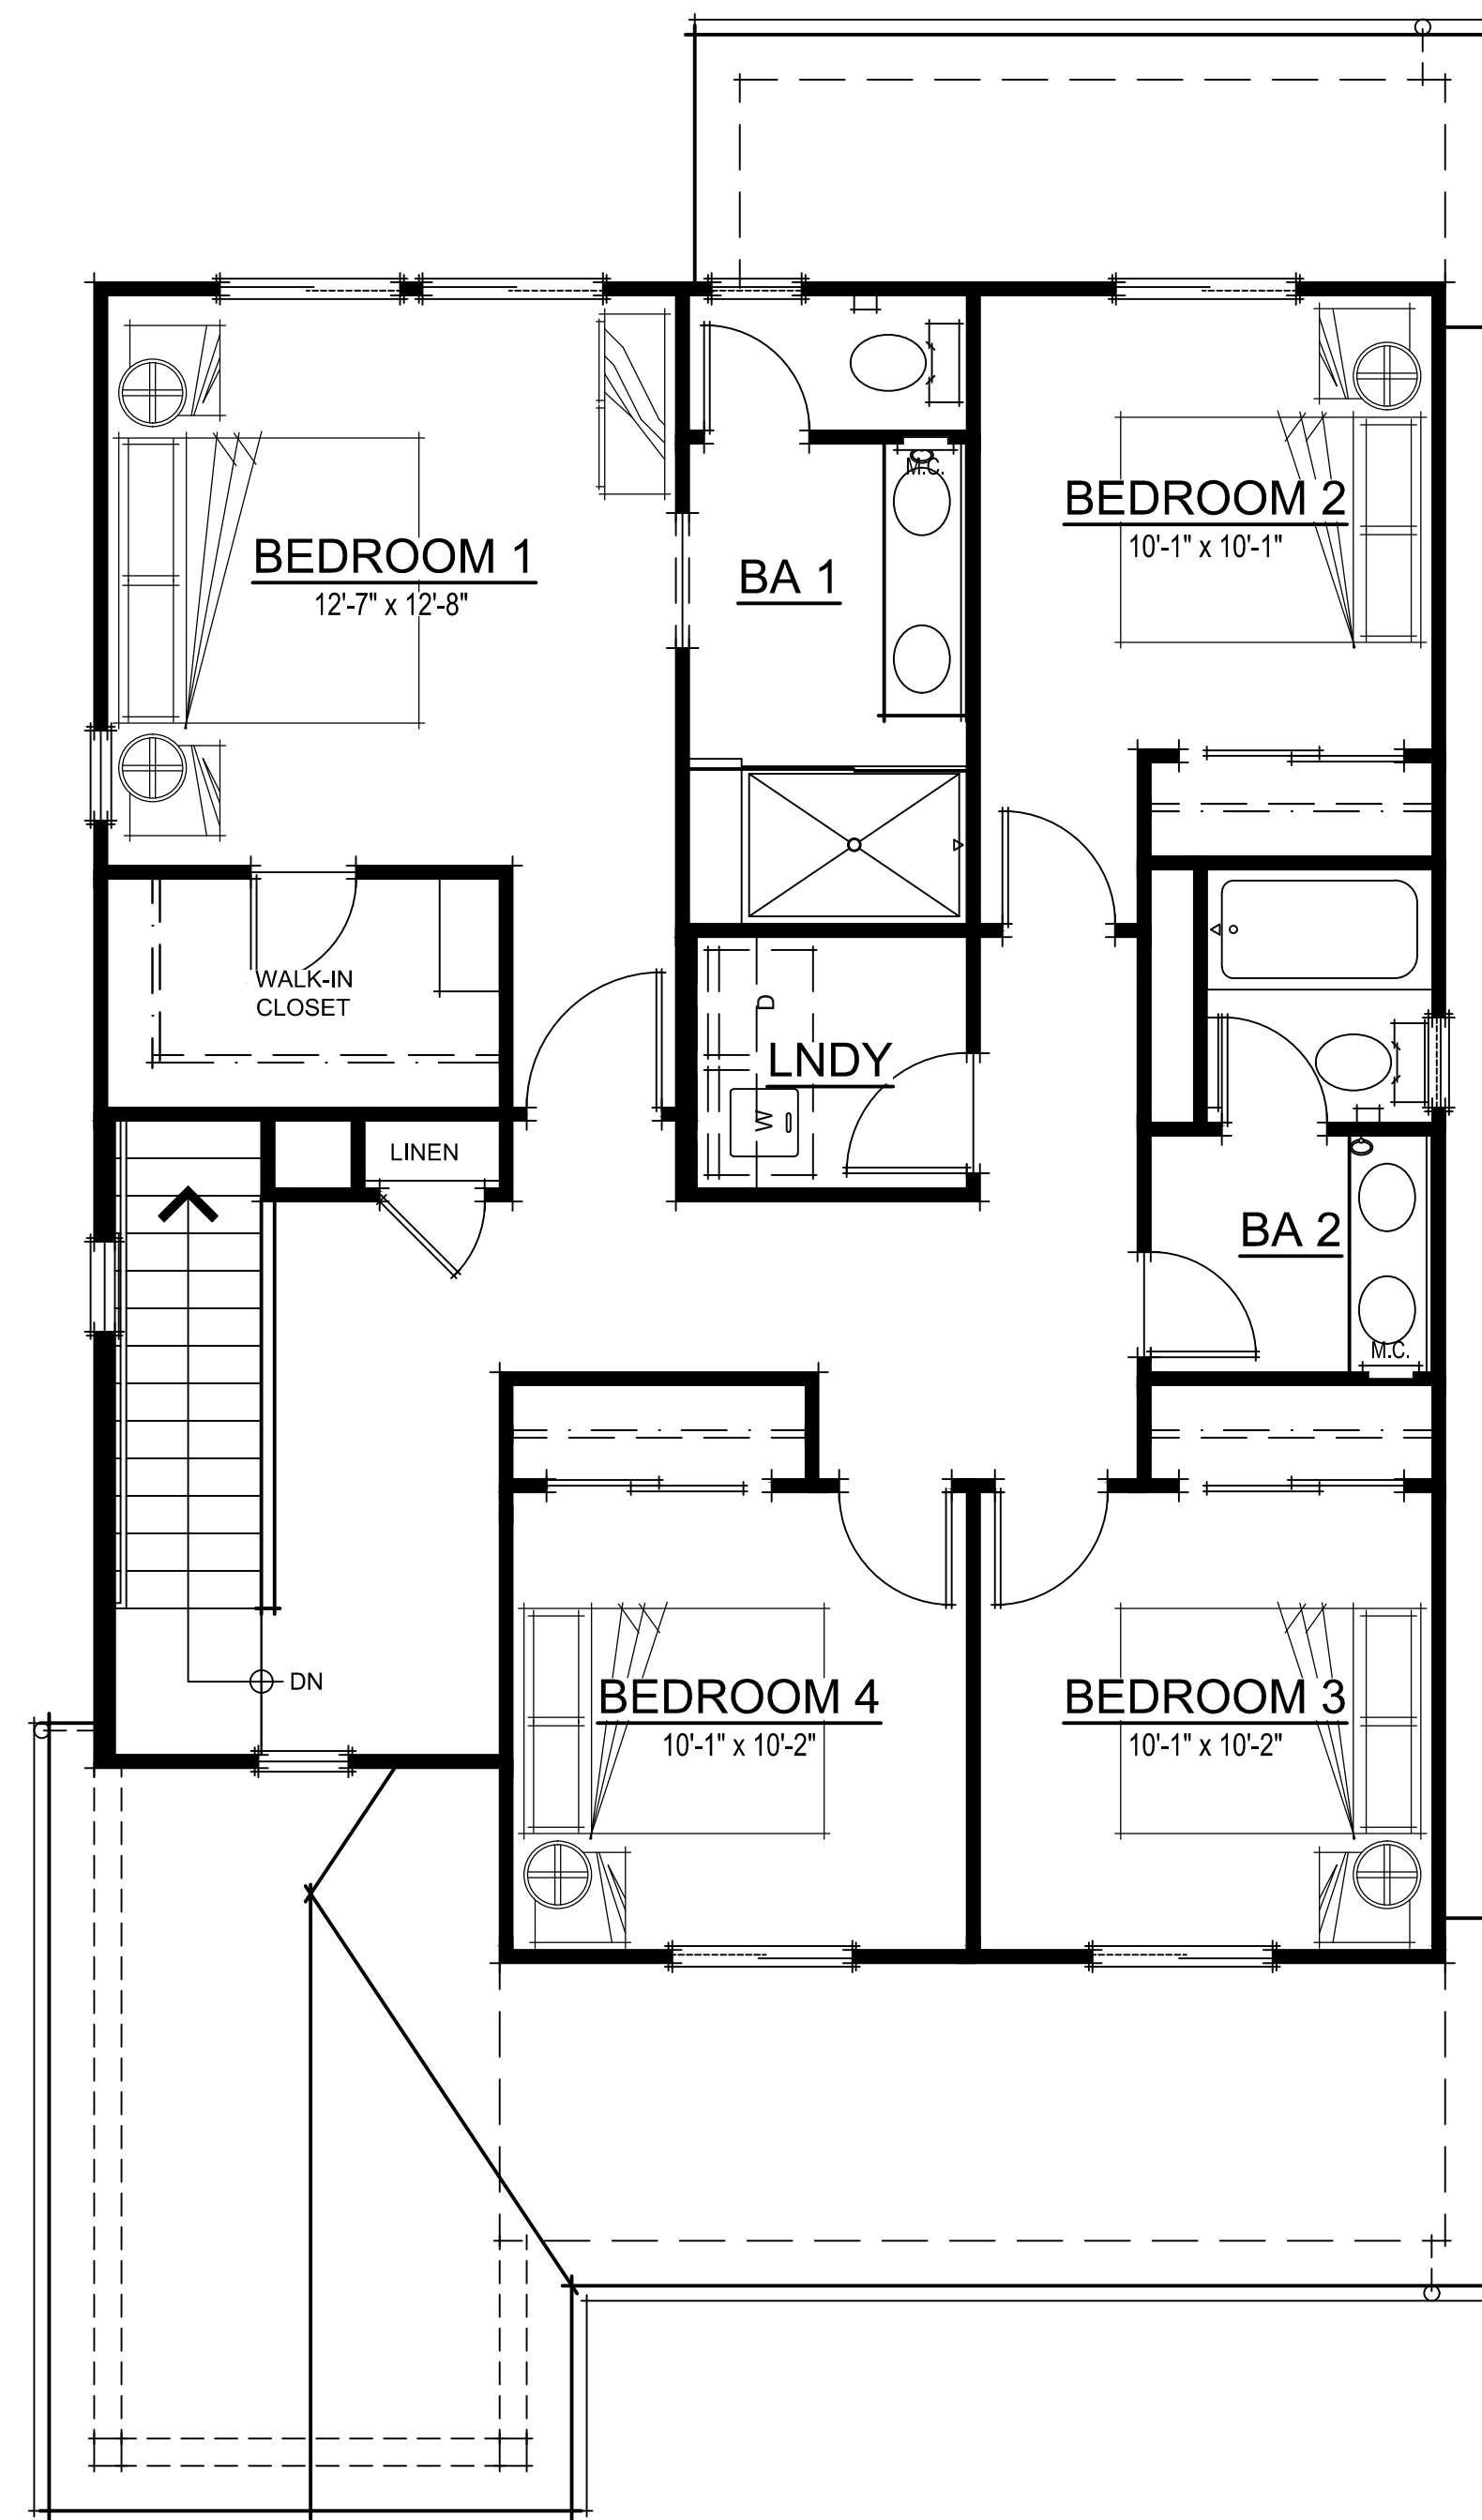 M.C.
BEDROOM 2
10'-1" x 10'-1"
BEDROOM 1
12'-7" x 12'-8"
BA 1
WALK-IN
CLOSET
D
LNDY
W
LINEN
BA 2
M.C.
DN
BEDROOM 4
10'-1" x 10'-2"
BEDROOM 3
10'-1" x 10'-2"